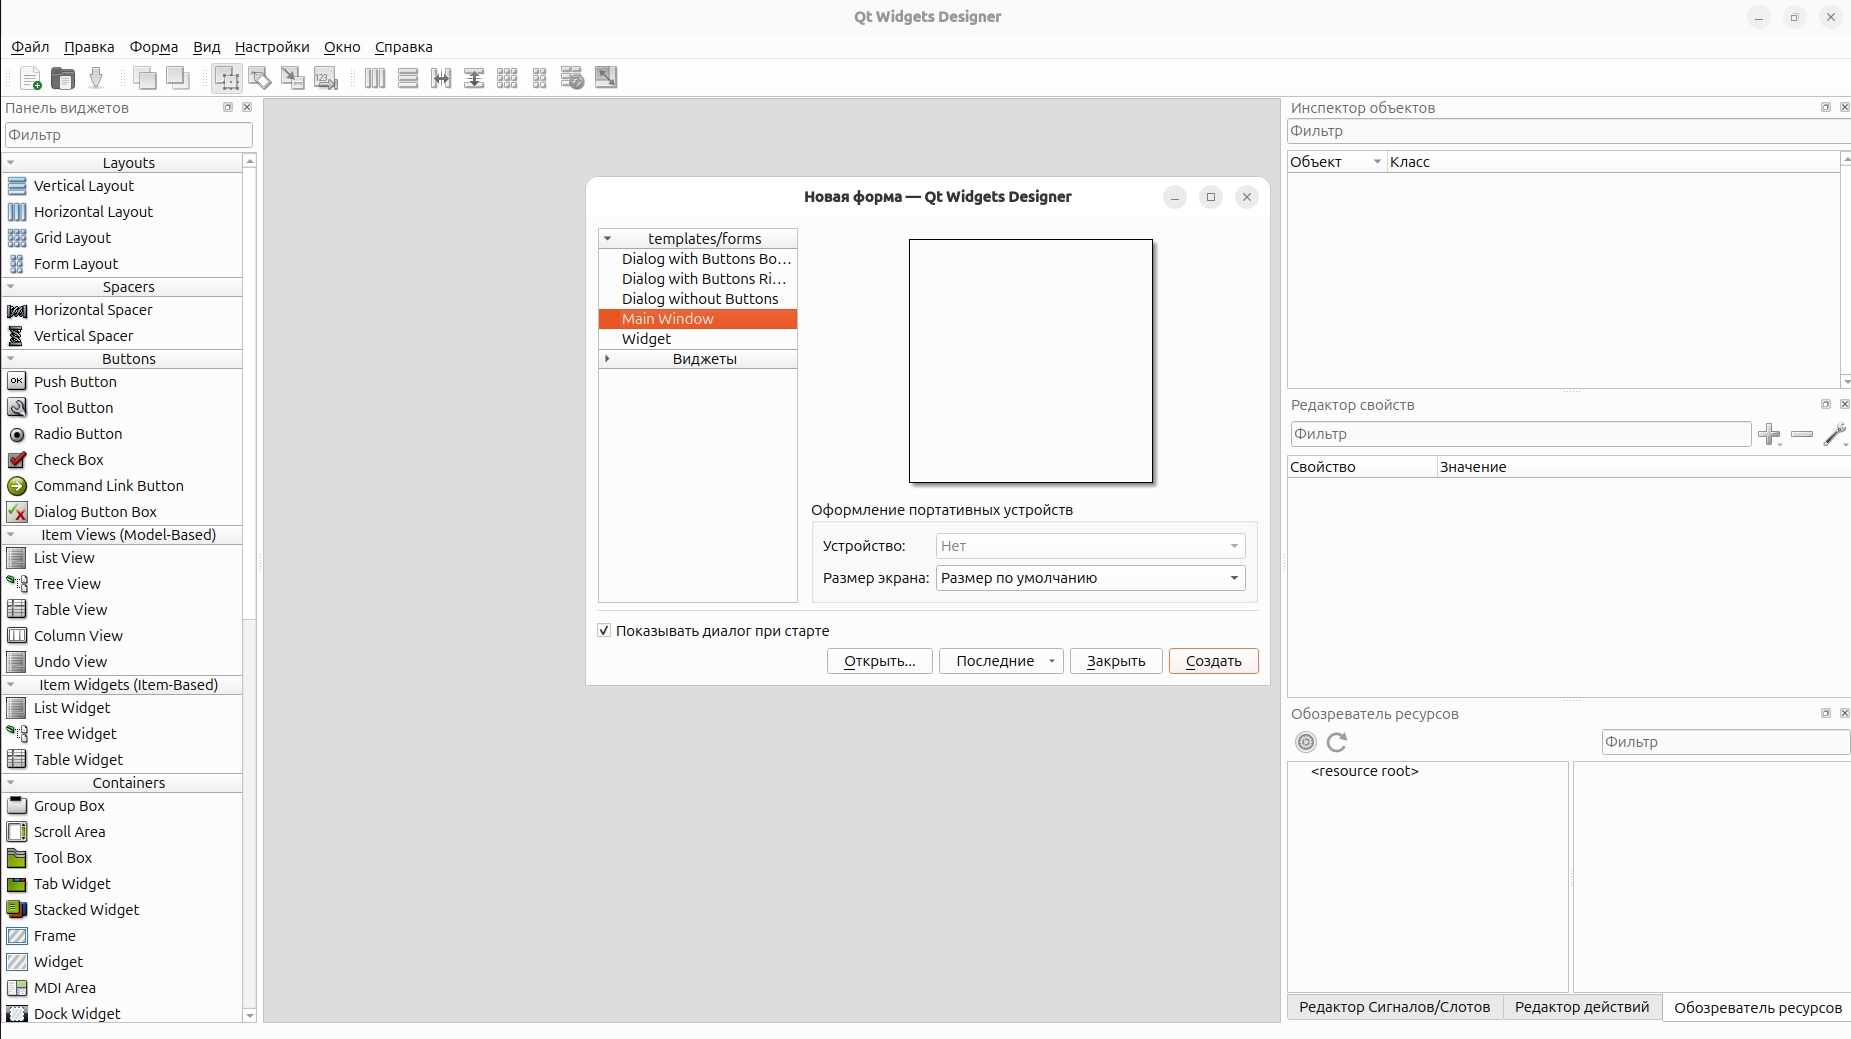 Qt Widgets Designer
Файл Правка Форма Вид Настройки Окно Справка
Панель виджетов
Фильтр
Layouts
Vertical Layout
Horizontal Layout
Grid Layout
Form Layout
Spacers
Horizontal Spacer
Vertical Spacer
Buttons
OK Push Button
Tool Button
Radio Button
Check Box
Command Link Button
Dialog Button Box
Item Views (Model-Based)
List View
Tree View
Table View
Column View
Undo View
Item Widgets (Item-Based)
List Widget
Tree Widget
Table Widget
Containers
Group Box
Scroll Area
Tool Box
Tab Widget
Stacked Widget
Frame
Widget
MDI Area
Dock Widget
Новая форма — Qt Widgets Designer
templates/forms
Dialog with Buttons Bo...
Dialog with Buttons Ri...
Dialog without Buttons
Main Window
Widget
Виджеты
Оформление портативных устройств
Устройство: Нет
Размер экрана: Размер по умолчанию
Показывать диалог при старте
Открыть... Последние Закрыть Создать
Инспектор объектов
Фильтр
Объект Класс
Редактор свойств
Фильтр
Свойство Значение
Обозреватель ресурсов
Фильтр
<resource root>
Редактор Сигналов/Слотов Редактор действий Обозреватель ресурсов